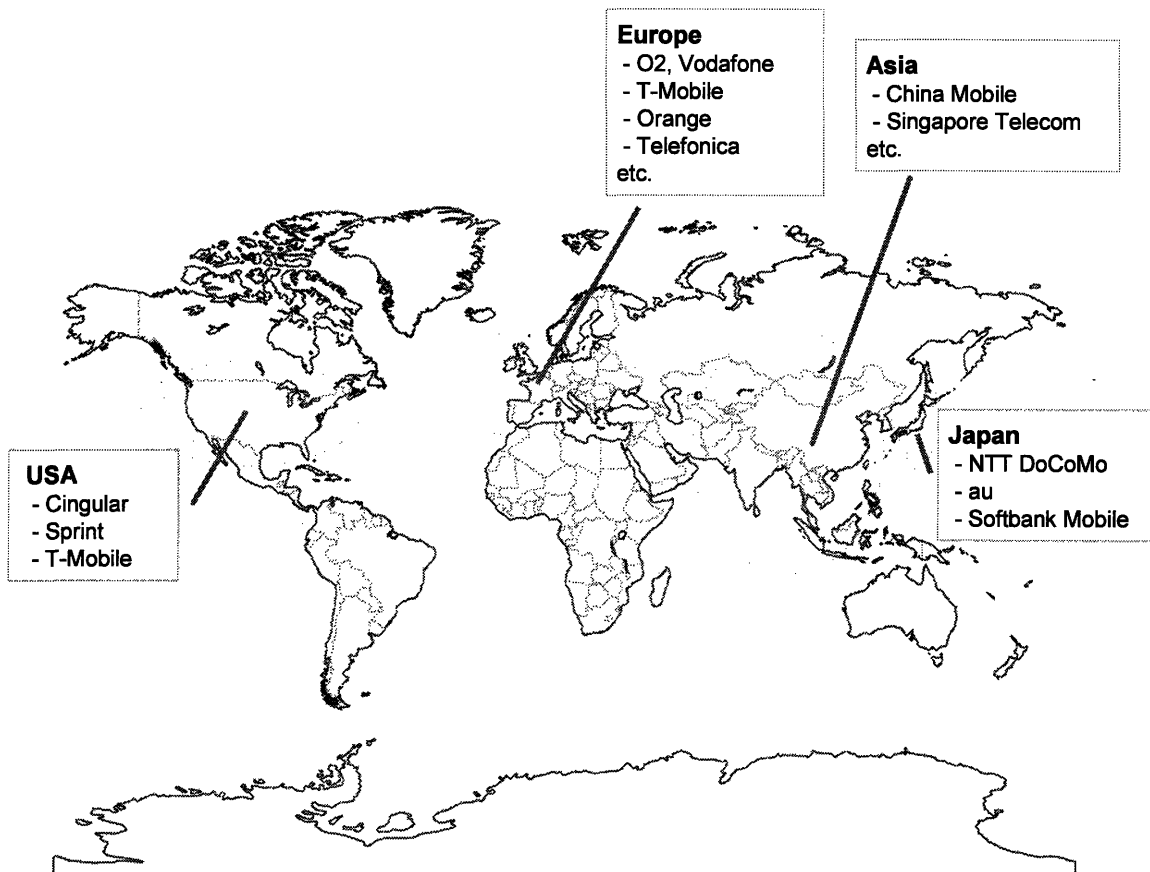 Europe
- O2, Vodafone
- T-Mobile
- Orange
- Telefonica
etc.
Asia
- China Mobile
- Singapore Telecom
etc.
USA
- Cingular
- Sprint
- T-Mobile
Japan
- NTT DoCoMo
- au
- Softbank Mobile